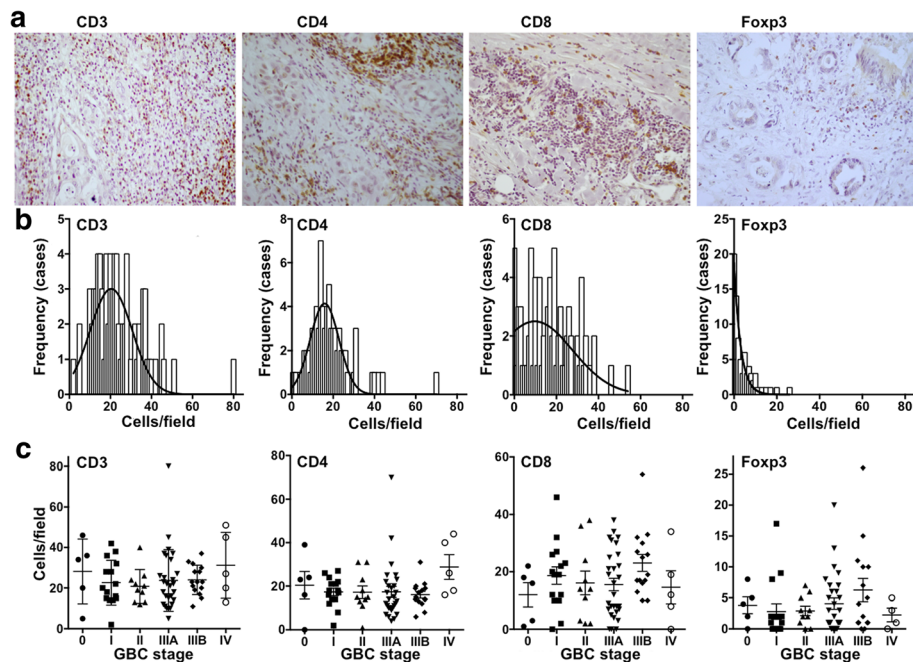 a CD3 CD4 CD8 Foxp3
b CD3 CD4 CD8 Foxp3
Frequency (cases) Frequency (cases) Frequency (cases) Frequency (cases)
5 8 8 25
4 6 6 20
3 4 4 15
2 2 2 10
1 5
0 0 0 0
0 20 40 60 80 0 20 40 60 80 0 20 40 60 80 0 20 40 60 80
Cells/field Cells/field Cells/field Cells/field
c CD3 CD4 CD8 Foxp3
Cells/field
80 80 60 25
60 60 40 20
40 40 20 15
20 20 10
5
0 0 0 0
0 I II IIIA IIIB IV 0 I II IIIA IIIB IV 0 I II IIIA IIIB IV 0 I II IIIA IIIB IV
GBC stage GBC stage GBC stage GBC stage